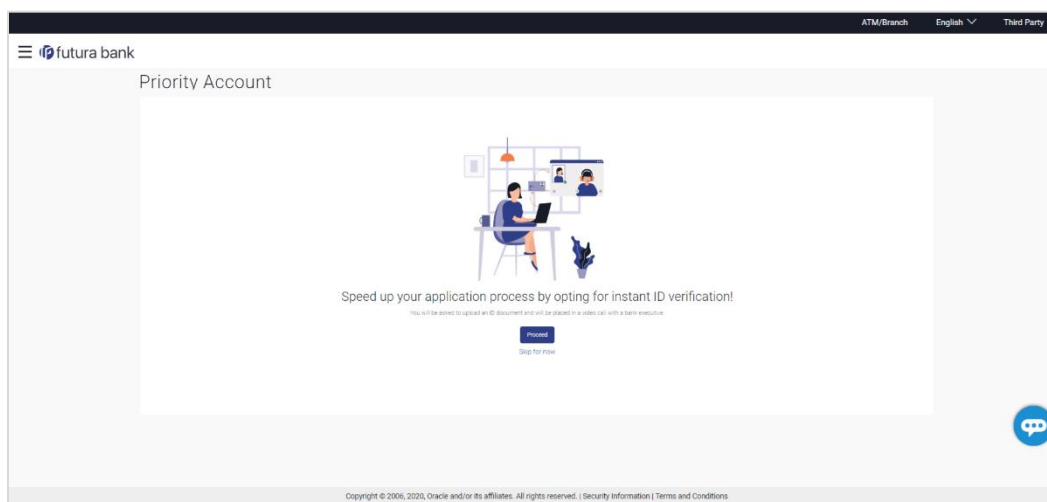 ATM/Branch English Third Party
futura bank
Priority Account
Speed up your application process by opting for instant ID verification!
You will be asked to upload an ID document and will be placed in a video call with a bank executive
Proceed
Skip for now
Copyright © 2006, 2020, Oracle and/or its affiliates. All rights reserved. | Security Information | Terms and Conditions